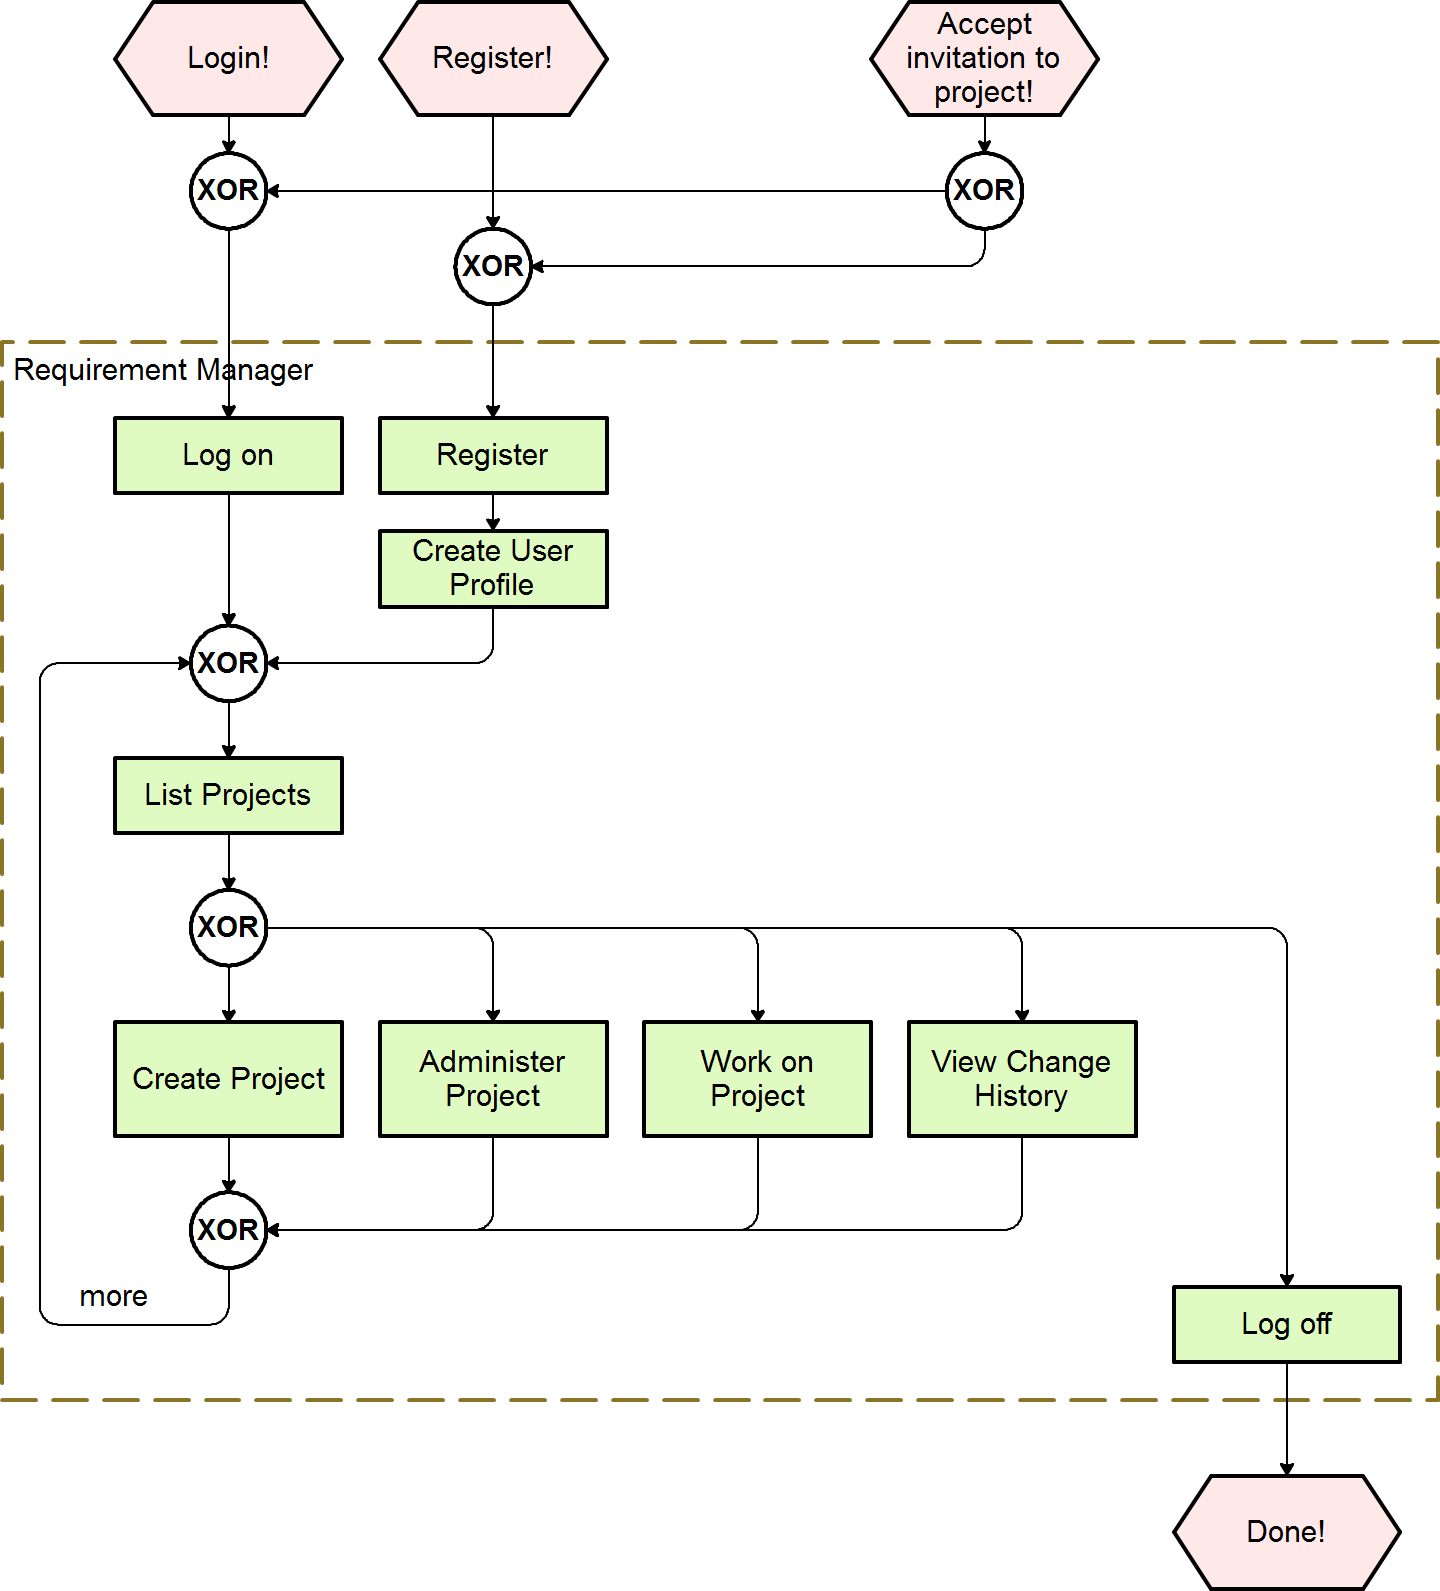 Login!
Register!
Accept
invitation to
project!
XOR
XOR
XOR
Requirement Manager
Log on
Register
Create User
Profile
XOR
List Projects
XOR
Create Project
Administer
Project
Work on
Project
View Change
History
XOR
more
Log off
Done!